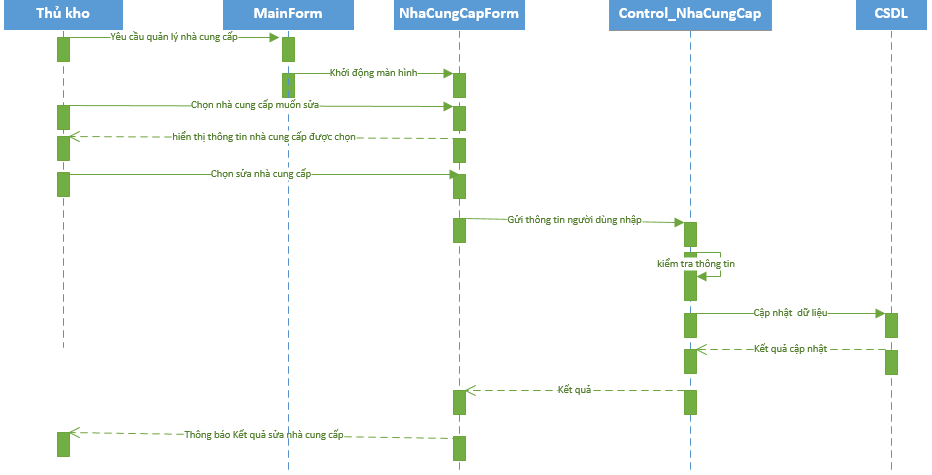 Thủ kho
MainForm
NhaCungCapForm
Control_NhaCungCap
CSDL
Yêu cầu quản lý nhà cung cấp
Khởi động màn hình
Chọn nhà cung cấp muốn sửa
hiển thị thông tin nhà cung cấp được chọn
Chọn sửa nhà cung cấp
Gửi thông tin người dùng nhập
kiểm tra thông tin
Cập nhật dữ liệu
Kết quả cập nhật
Kết quả
Thông báo Kết quả sửa nhà cung cấp